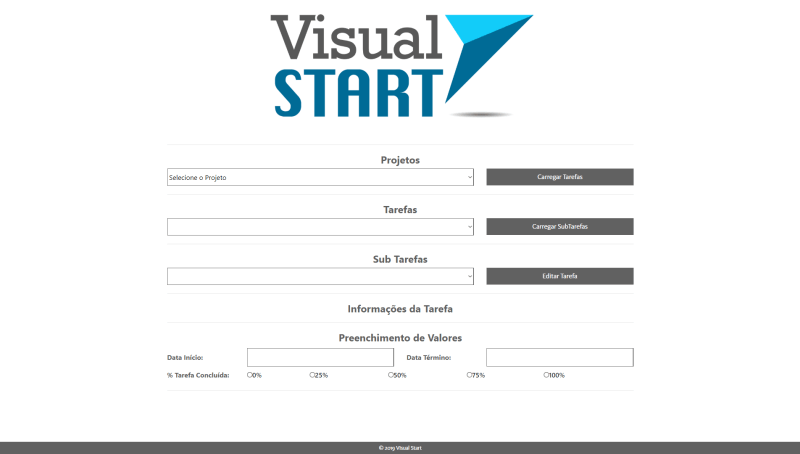 Visual
START
Projetos
Selecione o Projeto
Carregar Tarefas
Tarefas
Carregar SubTarefas
Sub Tarefas
Editar Tarefa
Informações da Tarefa
Preenchimento de Valores
Data Início:
Data Término:
% Tarefa Concluída:
0%
25%
50%
75%
100%
© 2019 Visual Start